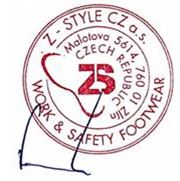 Z - STYLE CZ a.s.
Malotova 5614, 760 01 Zlín
CZECH REPUBLIC
ZS
WORK & SAFETY FOOTWEAR